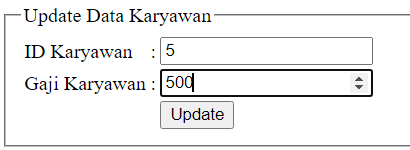 Update Data Karyawan
ID Karyawan : 5
Gaji Karyawan : 500
Update